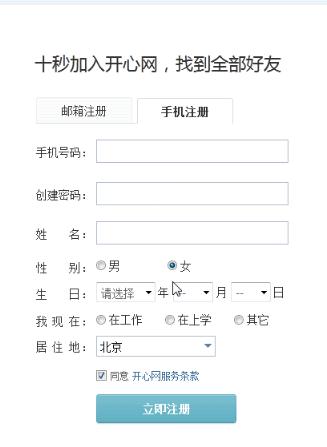 十秒加入开心网，找到全部好友
邮箱注册 手机注册
手机号码：
创建密码：
姓 名：
性 别： 男 女
生 日： 请选择 年 -- 月 -- 日
我 现 在： 在工作 在上学 其它
居 住 地： 北京
同意 开心网服务条款
立即注册